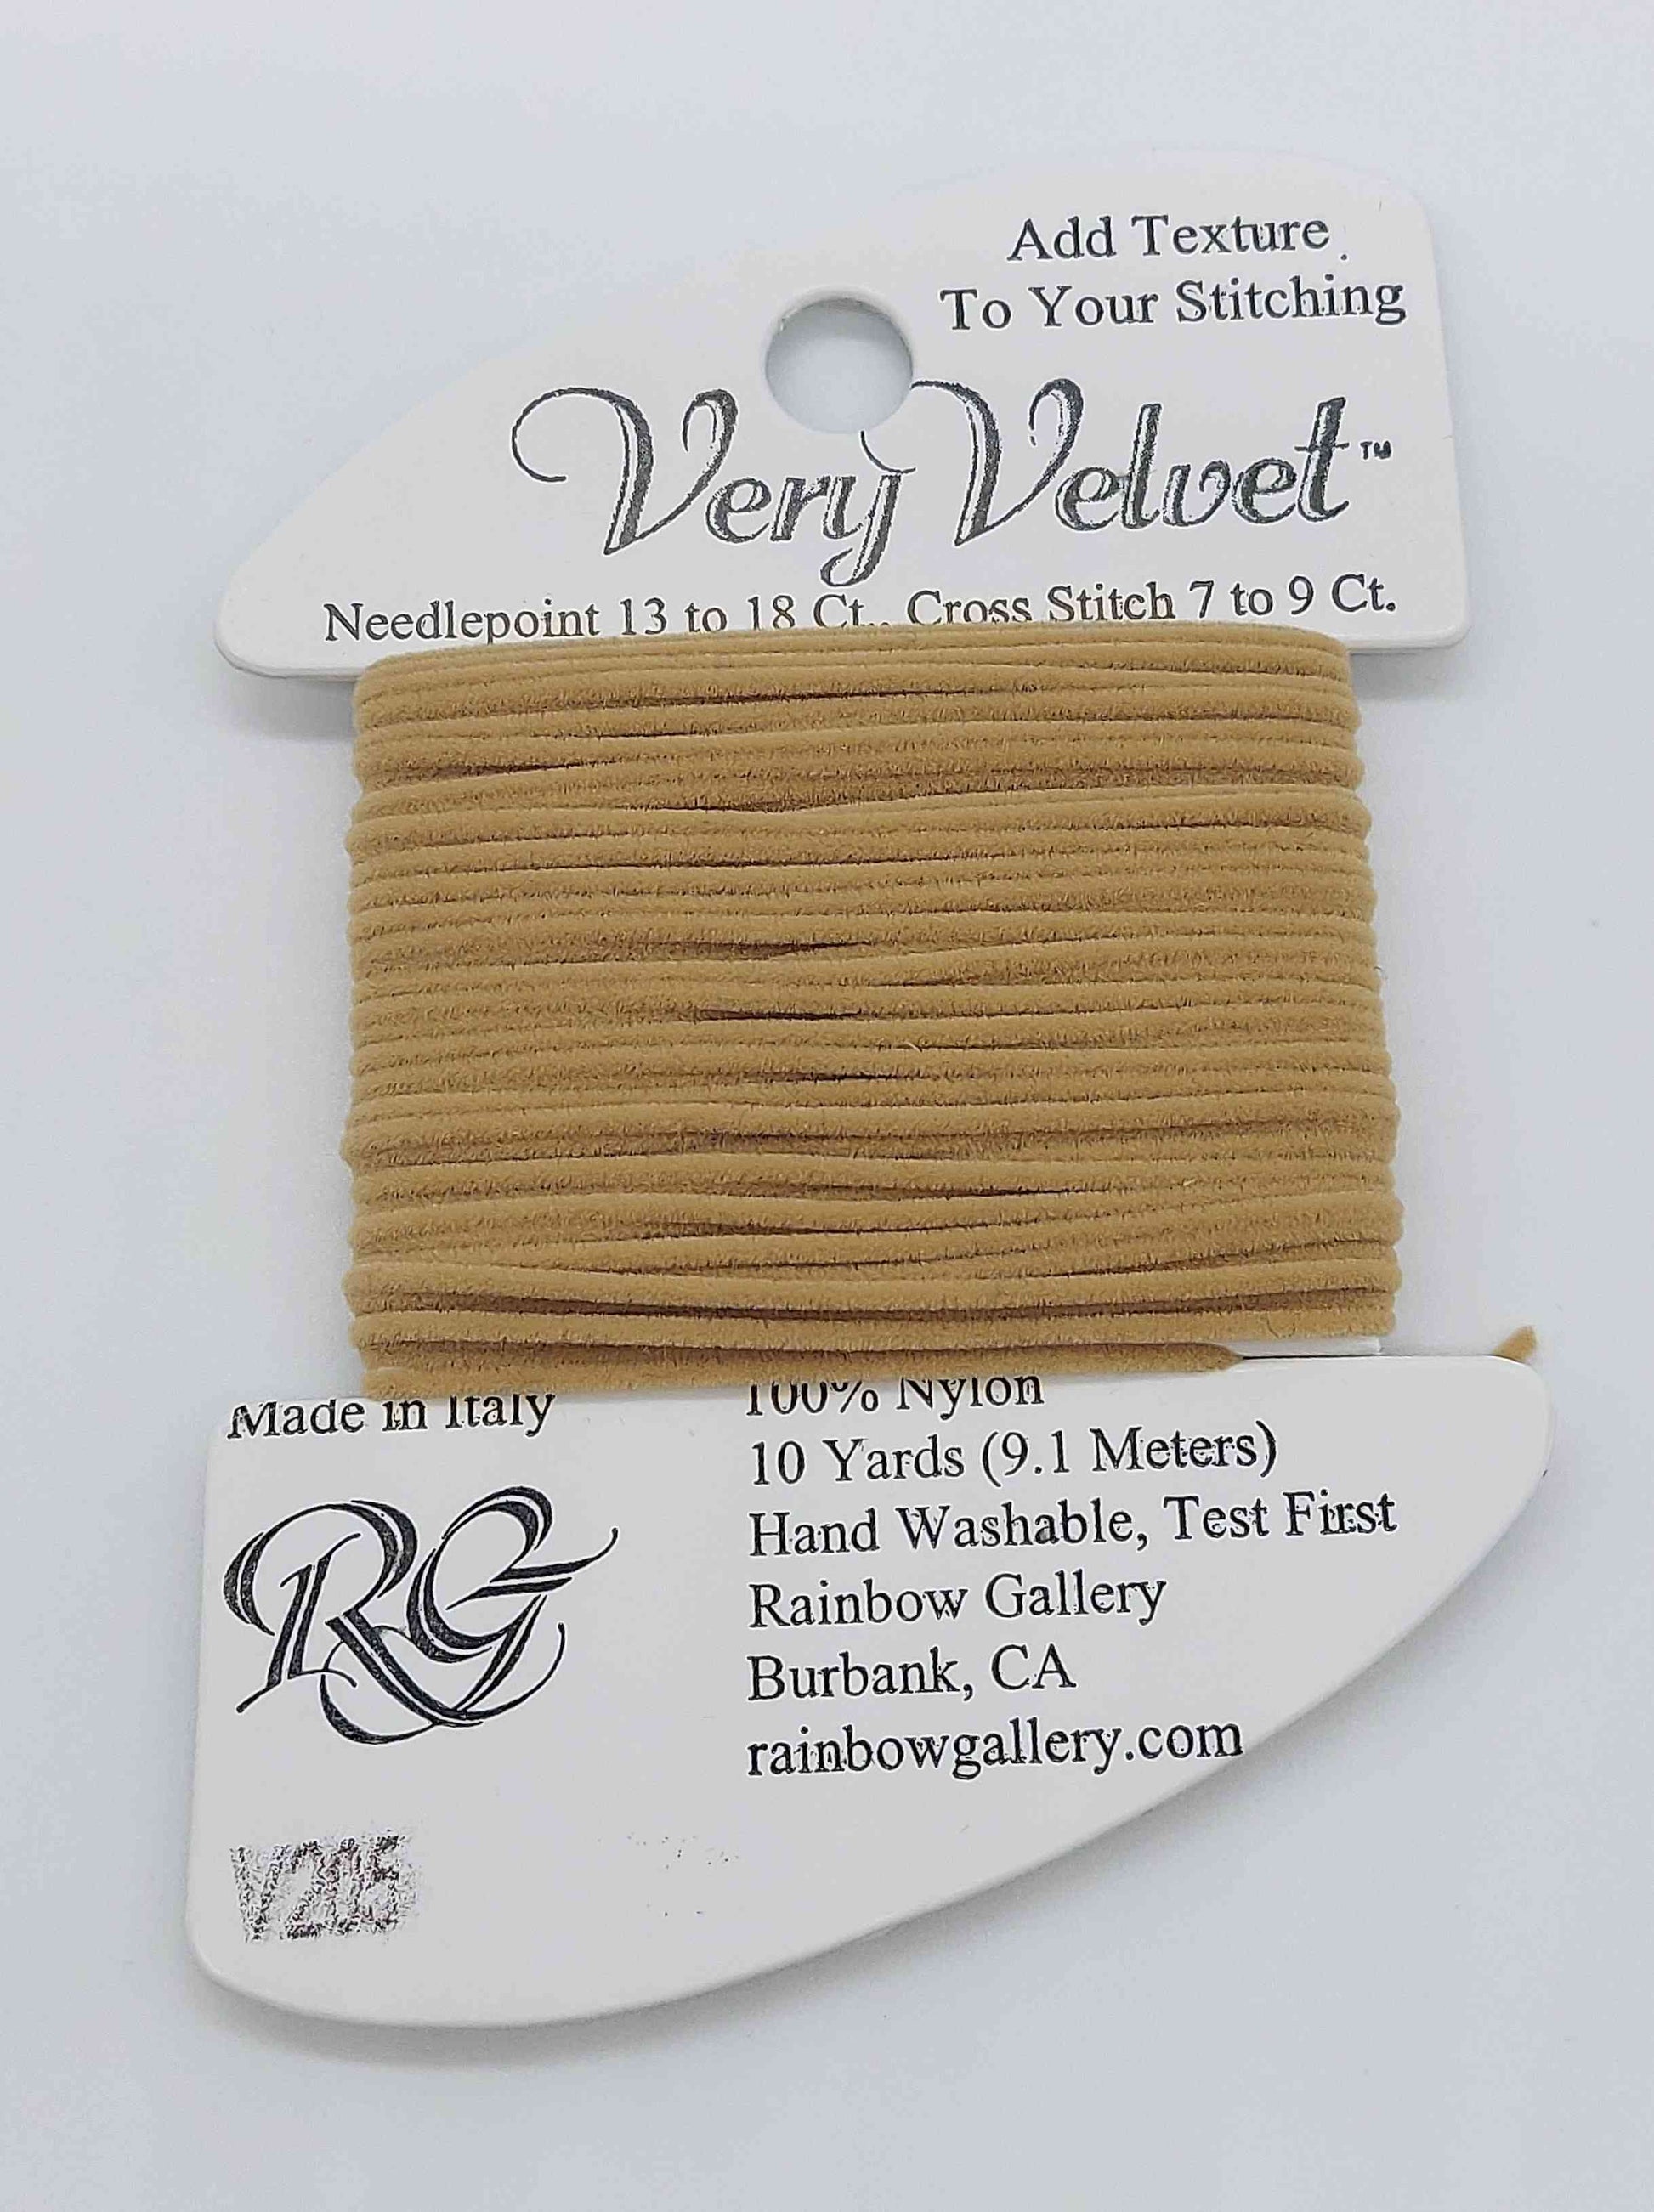 Add Texture
To Your Stitching
Very Velvet™
Needlepoint 13 to 18 Ct., Cross Stitch 7 to 9 Ct.
Made in Italy
100% Nylon
10 Yards (9.1 Meters)
Hand Washable, Test First
Rainbow Gallery
Burbank, CA
rainbowgallery.com
RG